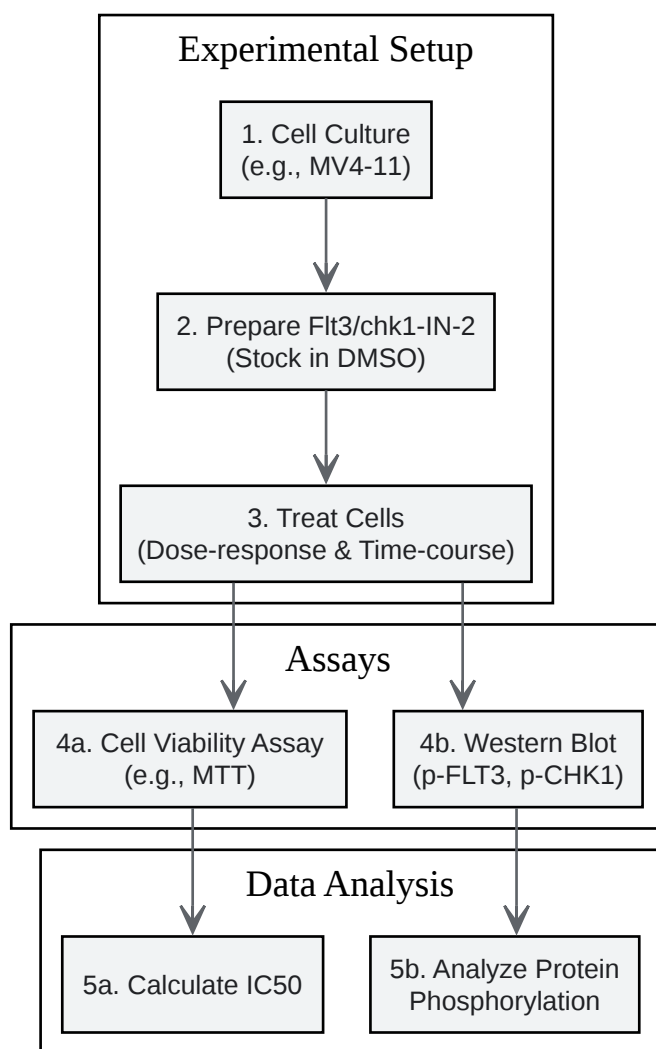 Experimental Setup
1. Cell Culture
(e.g., MV4-11)
2. Prepare Flt3/chk1-IN-2
(Stock in DMSO)
3. Treat Cells
(Dose-response & Time-course)
Assays
4a. Cell Viability Assay
(e.g., MTT)
4b. Western Blot
(p-FLT3, p-CHK1)
Data Analysis
5a. Calculate IC50
5b. Analyze Protein
Phosphorylation